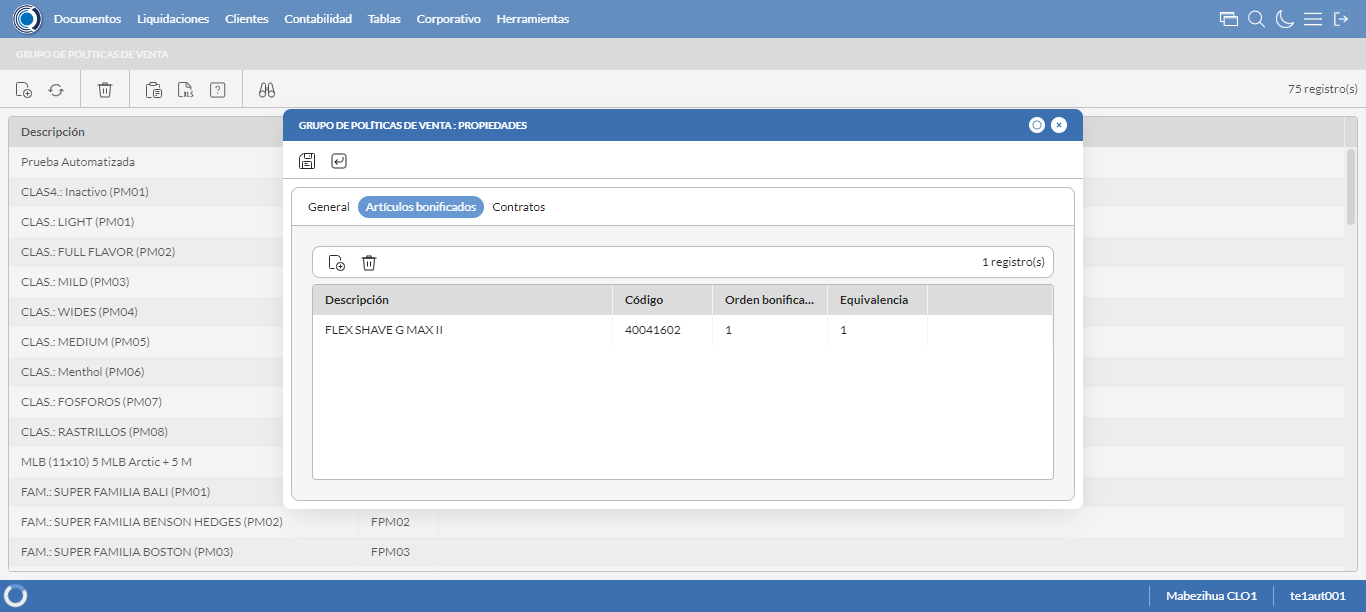 Documentos Liquidaciones Clientes Contabilidad Tablas Corporativo Herramientas
GRUPO DE POLÍTICAS DE VENTA
XLS ? 75 registro(s)
Descripción
GRUPO DE POLÍTICAS DE VENTA : PROPIEDADES
Prueba Automatizada
CLAS4.: Inactivo (PM01)
CLAS.: LIGHT (PM01)
CLAS.: FULL FLAVOR (PM02)
CLAS.: MILD (PM03)
CLAS.: WIDES (PM04)
CLAS.: MEDIUM (PM05)
CLAS.: Menthol (PM06)
CLAS.: FOSFOROS (PM07)
CLAS.: RASTRILLOS (PM08)
MLB (11x10) 5 MLB Arctic + 5 M
FAM.: SUPER FAMILIA BALI (PM01)
FAM.: SUPER FAMILIA BENSON HEDGES (PM02) FPM02
FAM.: SUPER FAMILIA BOSTON (PM03) FPM03
General Artículos bonificados Contratos
1 registro(s)
Descripción Código Orden bonifica... Equivalencia
FLEX SHAVE G MAX II 40041602 1 1
Mabezihua CLO1 te1aut001